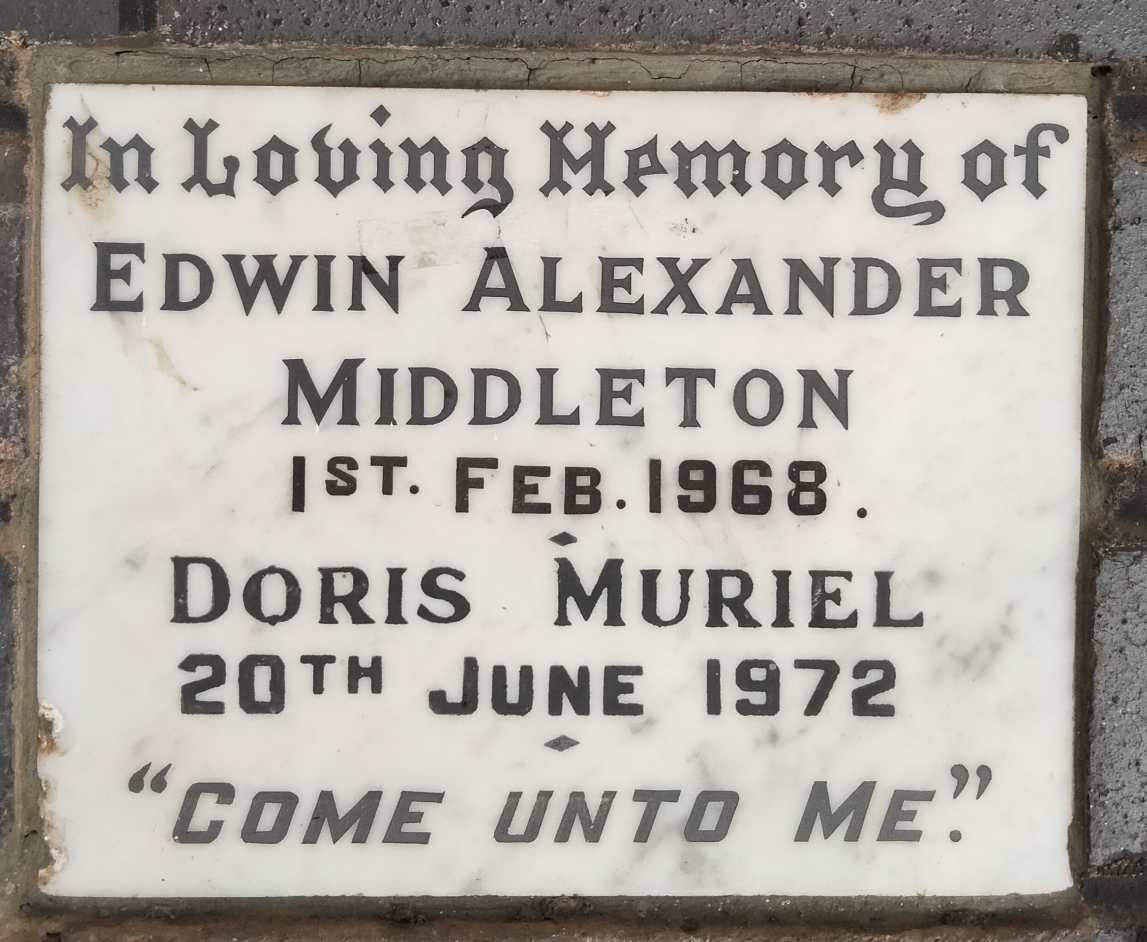 In Loving Memory of
EDWIN ALEXANDER
MIDDLETON
1ST. FEB. 1968.
DORIS MURIEL
20TH JUNE 1972
“COME UNTO ME.”